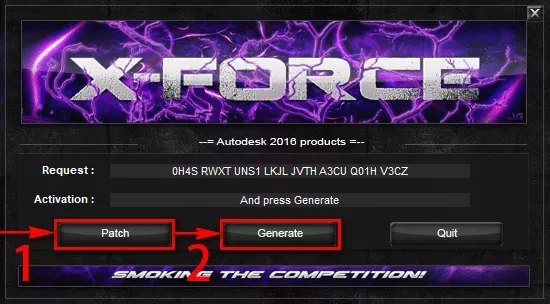 X-FORCE
--= Autodesk 2016 products =--
Request : 0H4S RWXT UNS1 LKJL JVTH A3CU Q01H V3CZ
Activation : And press Generate
Patch Generate Quit
1 2
SMOKING THE COMPETITION!